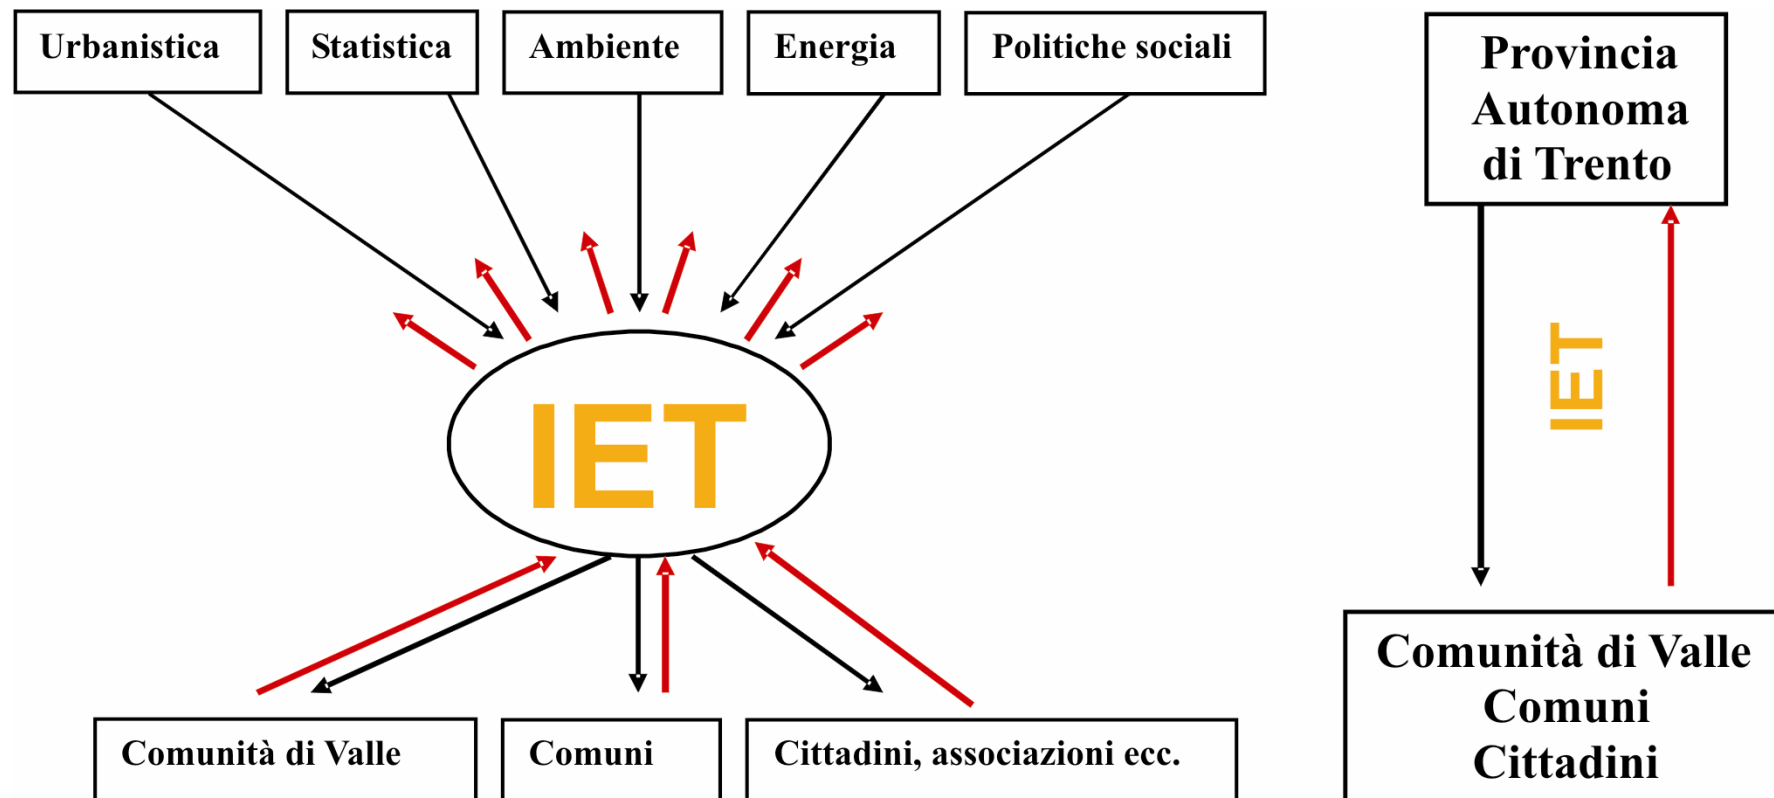 Urbanistica
Statistica
Ambiente
Energia
Politiche sociali
IET
Comunità di Valle
Comuni
Cittadini, associazioni ecc.
Provincia
Autonoma
di Trento
IET
Comunità di Valle
Comuni
Cittadini